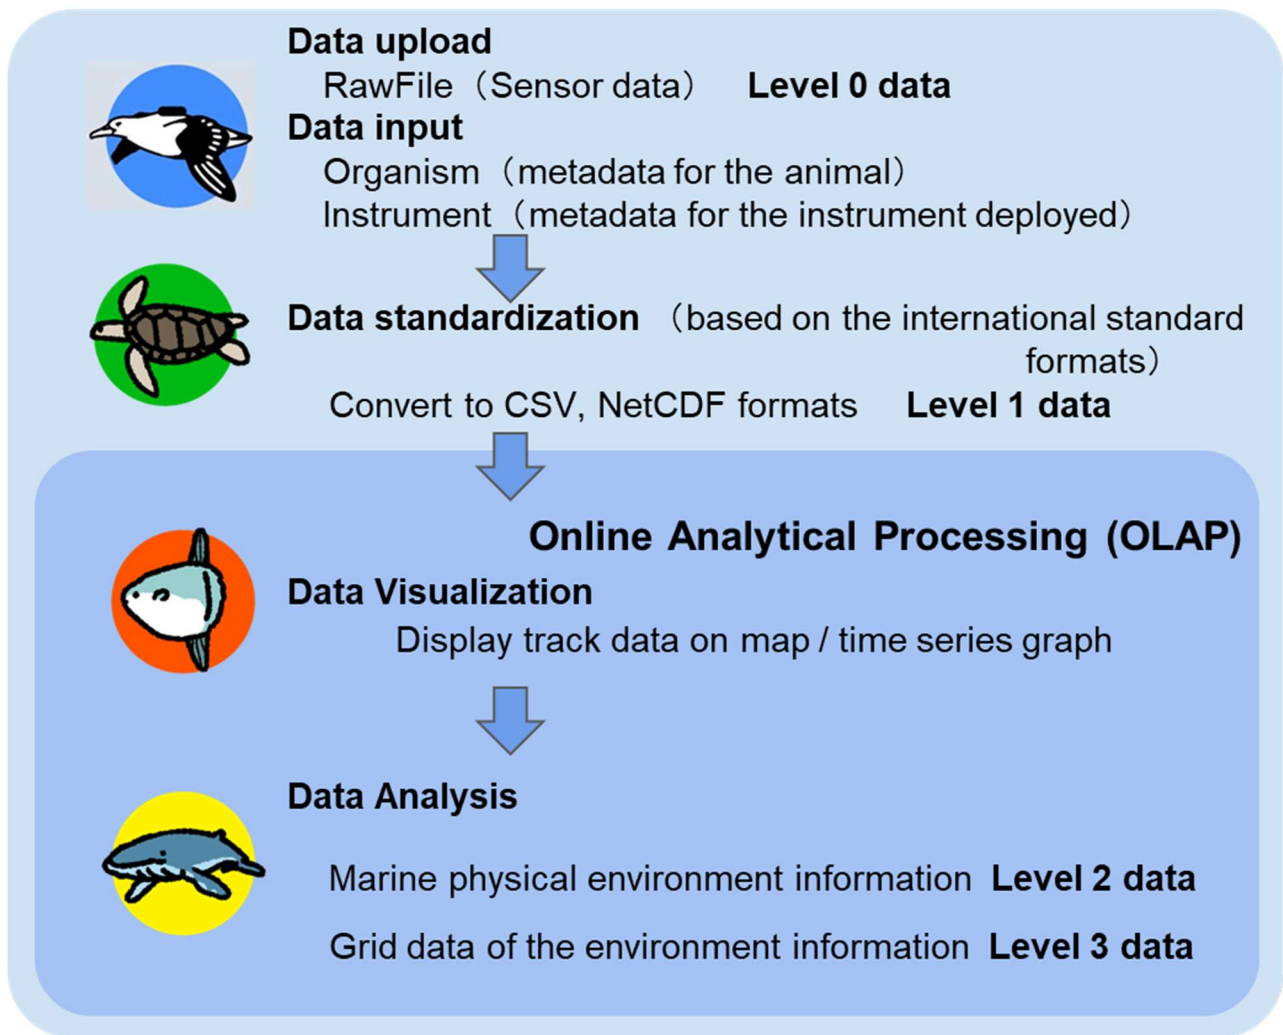 Data upload
RawFile（Sensor data） Level 0 data
Data input
Organism（metadata for the animal）
Instrument（metadata for the instrument deployed）
Data standardization （based on the international standard
formats）
Convert to CSV, NetCDF formats Level 1 data
Online Analytical Processing (OLAP)
Data Visualization
Display track data on map / time series graph
Data Analysis
Marine physical environment information Level 2 data
Grid data of the environment information Level 3 data